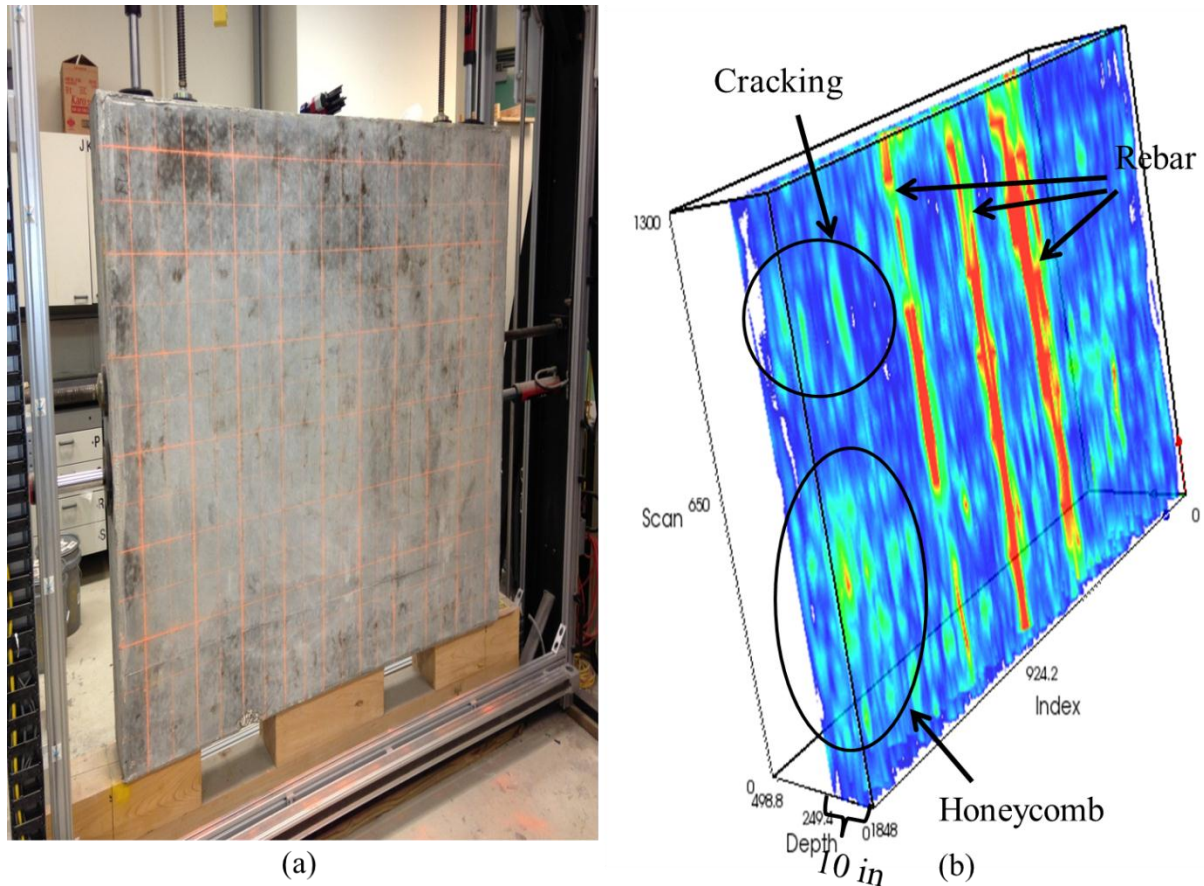 JK
P
R
S
(a)
Cracking
Rebar
1300
Scan 650
0
498.8
249.4
Depth
0
1848
10 in
924.2
Index
0
Honeycomb
(b)